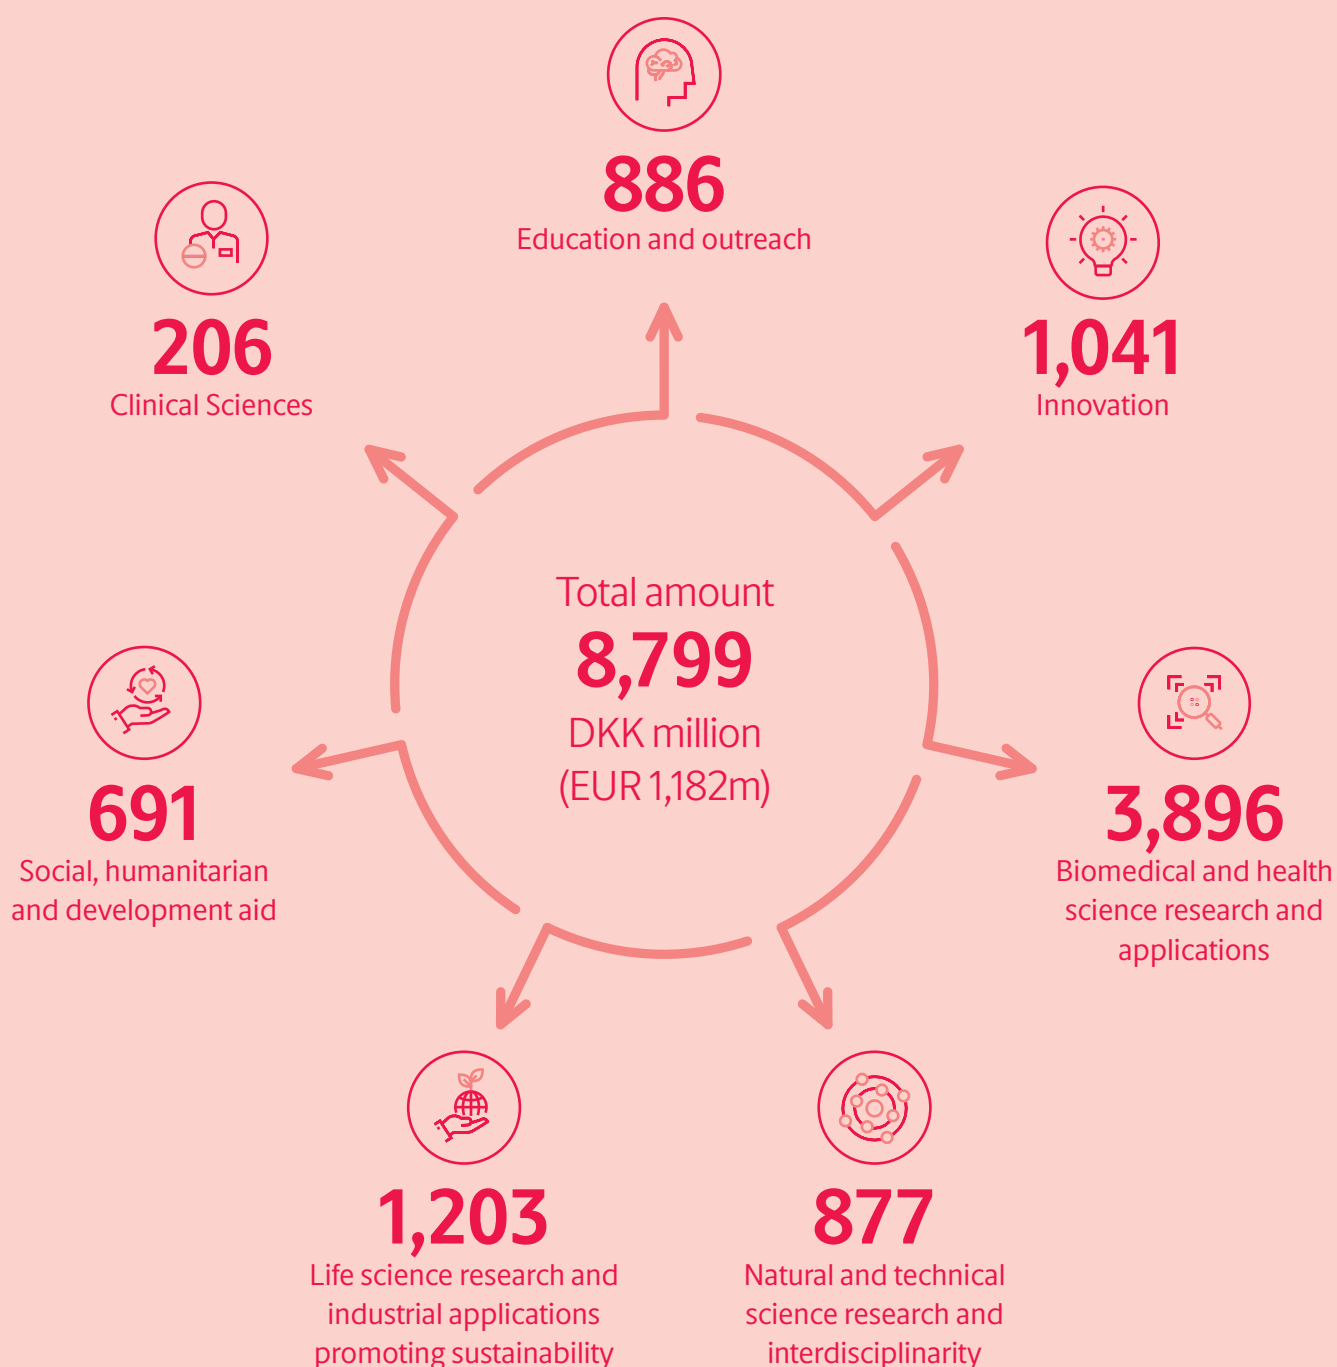 886
Education and outreach
206
Clinical Sciences
1,041
Innovation
Total amount
8,799
DKK million
(EUR 1,182m)
691
Social, humanitarian
and development aid
3,896
Biomedical and health
science research and
applications
1,203
Life science research and
industrial applications
promoting sustainability
877
Natural and technical
science research and
interdisciplinarity